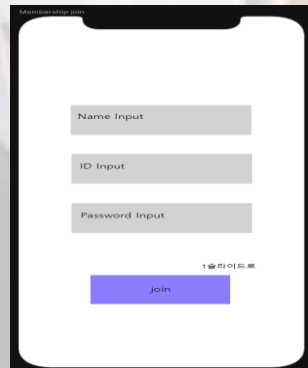 Membership join
Name Input
ID Input
Password Input
1슬라이드로
join